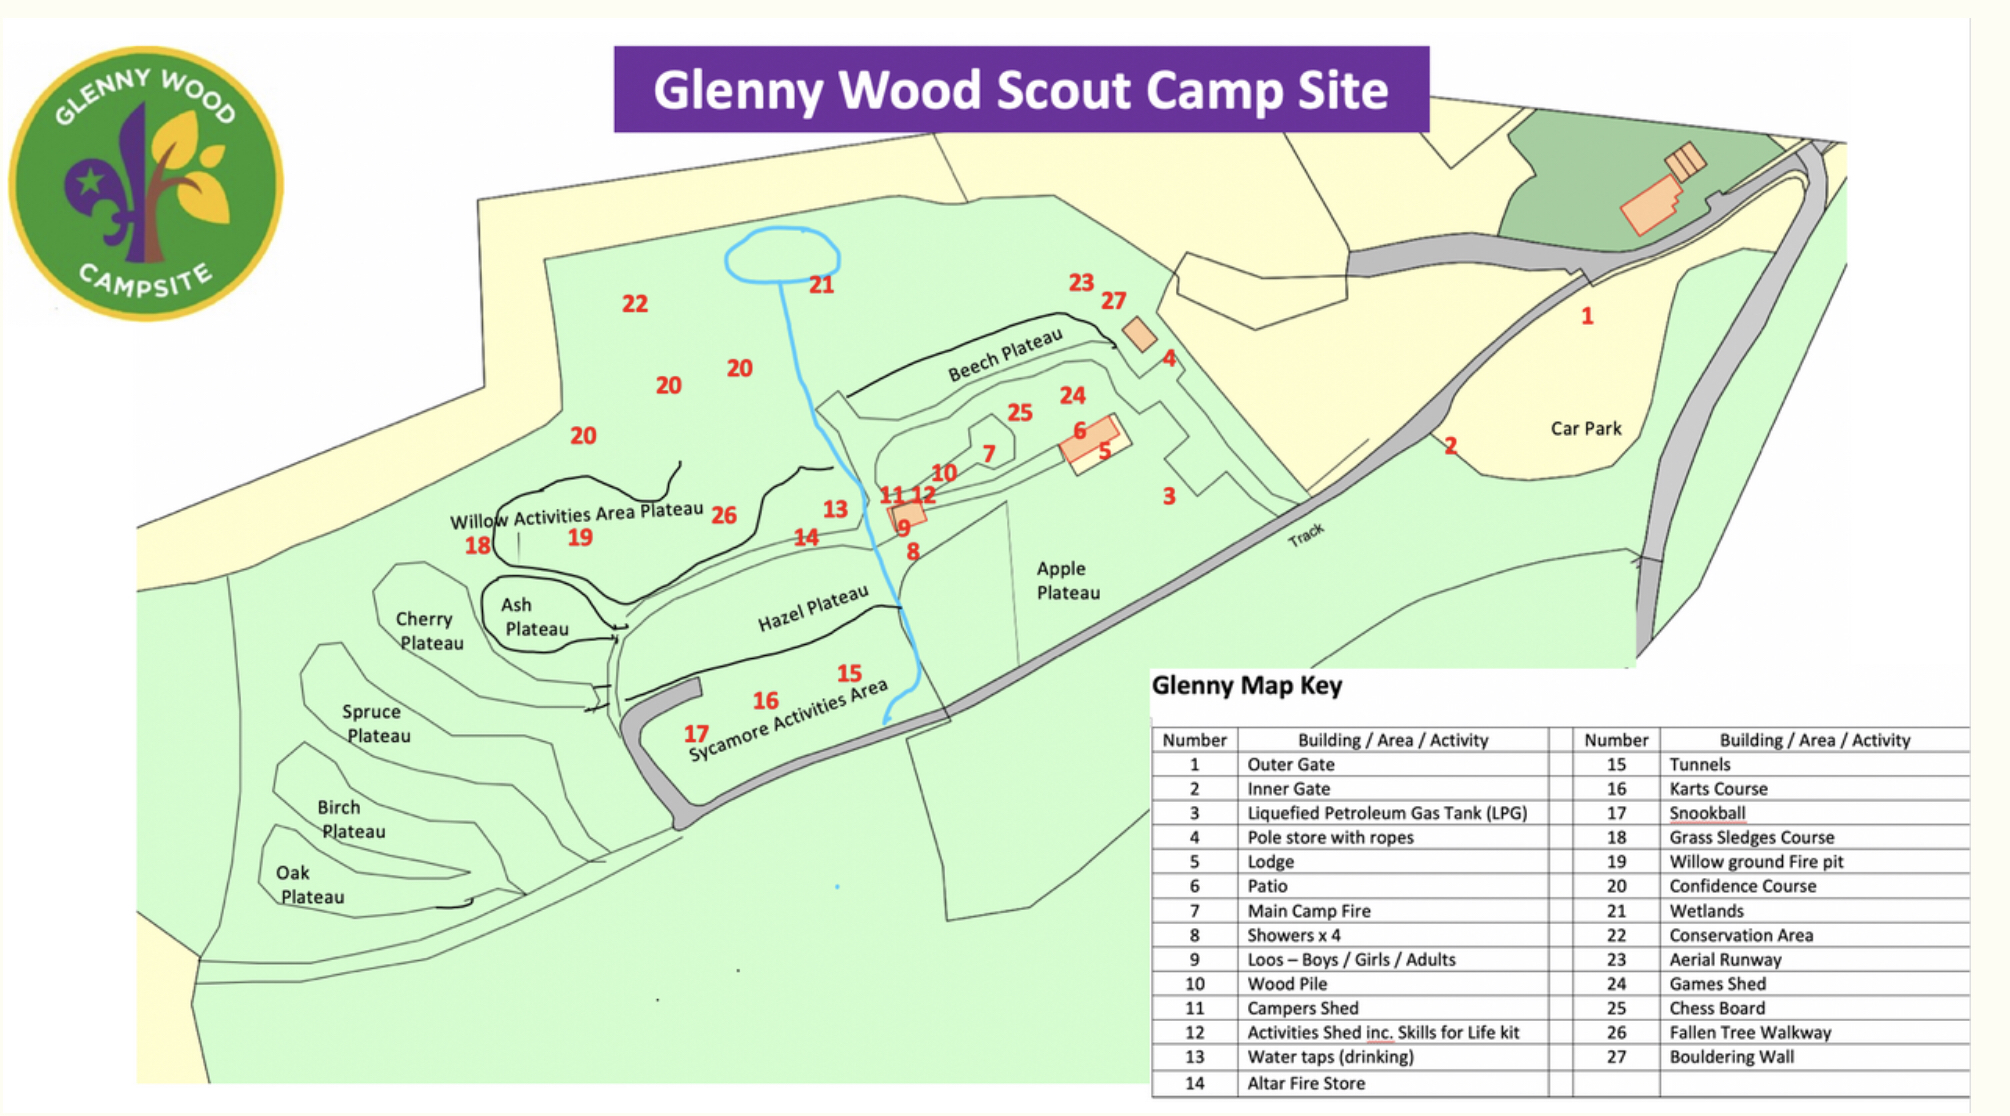 GLENNY WOOD
CAMPSITE
Glenny Wood Scout Camp Site
21
22
23
27
1
4
20
20
20
Beech Plateau
24
25
6
7
5
2
Car Park
10
11 12
3
Willow Activities Area Plateau
26
13
9
18
19
14
8
Track
Apple
Plateau
Ash
Plateau
Cherry
Plateau
Hazel Plateau
15
16
17
Sycamore Activities Area
Spruce
Plateau
Birch
Plateau
Oak
Plateau
Glenny Map Key
Number Building / Area / Activity Number Building / Area / Activity
1 Outer Gate 15 Tunnels
2 Inner Gate 16 Karts Course
3 Liquefied Petroleum Gas Tank (LPG) 17 Snookball
4 Pole store with ropes 18 Grass Sledges Course
5 Lodge 19 Willow ground Fire pit
6 Patio 20 Confidence Course
7 Main Camp Fire 21 Wetlands
8 Showers x 4 22 Conservation Area
9 Loos – Boys / Girls / Adults 23 Aerial Runway
10 Wood Pile 24 Games Shed
11 Campers Shed 25 Chess Board
12 Activities Shed inc. Skills for Life kit 26 Fallen Tree Walkway
13 Water taps (drinking) 27 Bouldering Wall
14 Altar Fire Store